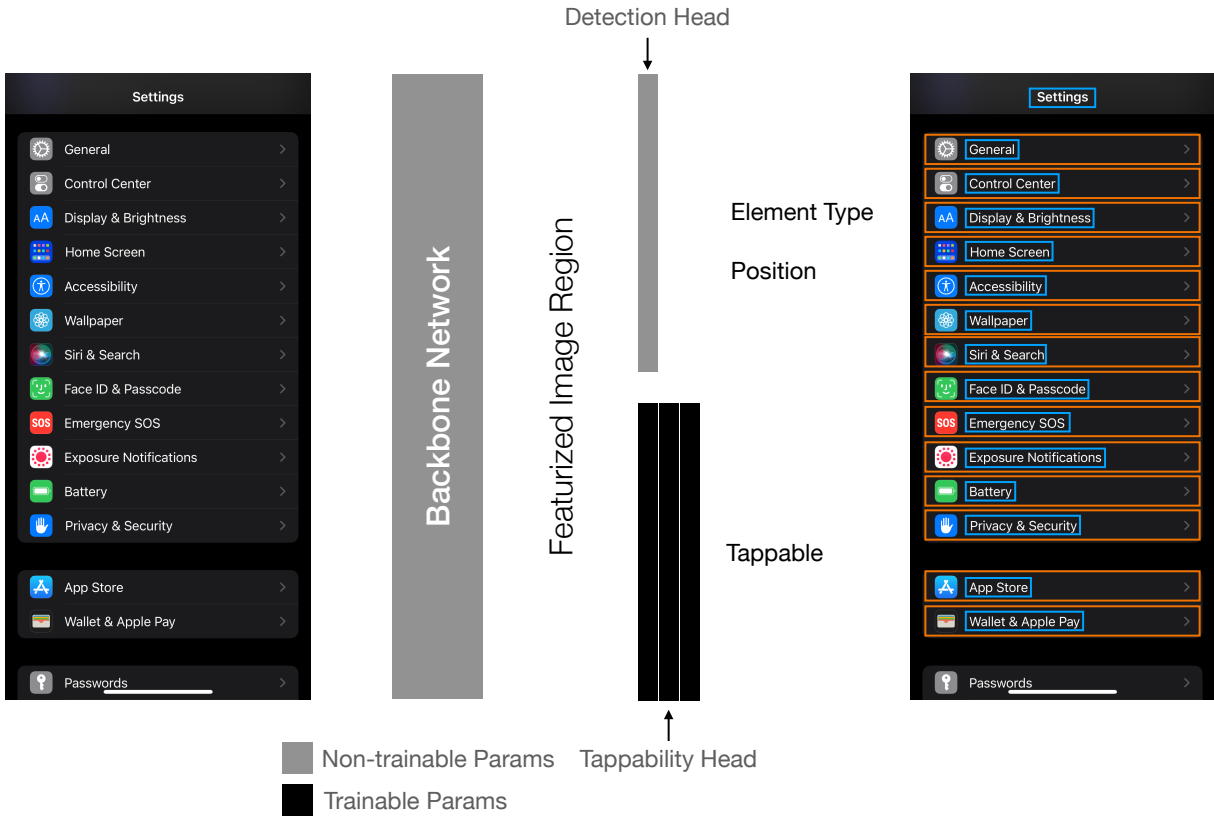 Detection Head
Settings
General
Control Center
AA Display & Brightness
Home Screen
Accessibility
Wallpaper
Siri & Search
Face ID & Passcode
SOS Emergency SOS
Exposure Notifications
Battery
Privacy & Security
App Store
Wallet & Apple Pay
Passwords
Backbone Network
Featurized Image Region
Element Type
Position
Tappable
Settings
General
Control Center
AA Display & Brightness
Home Screen
Accessibility
Wallpaper
Siri & Search
Face ID & Passcode
SOS Emergency SOS
Exposure Notifications
Battery
Privacy & Security
App Store
Wallet & Apple Pay
Passwords
Non-trainable Params
Tappability Head
Trainable Params